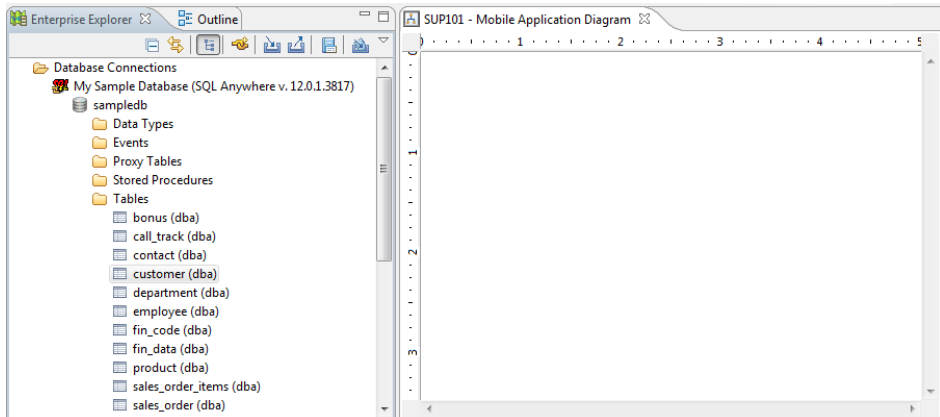 Enterprise Explorer
Outline
SUP101 - Mobile Application Diagram
0 1 2 3 4 5
Database Connections
My Sample Database (SQL Anywhere v. 12.0.1.3817)
sampledb
Data Types
Events
Proxy Tables
Stored Procedures
Tables
bonus (dba)
call_track (dba)
contact (dba)
customer (dba)
department (dba)
employee (dba)
fin_code (dba)
fin_data (dba)
product (dba)
sales_order_items (dba)
sales_order (dba)
0
1
2
3